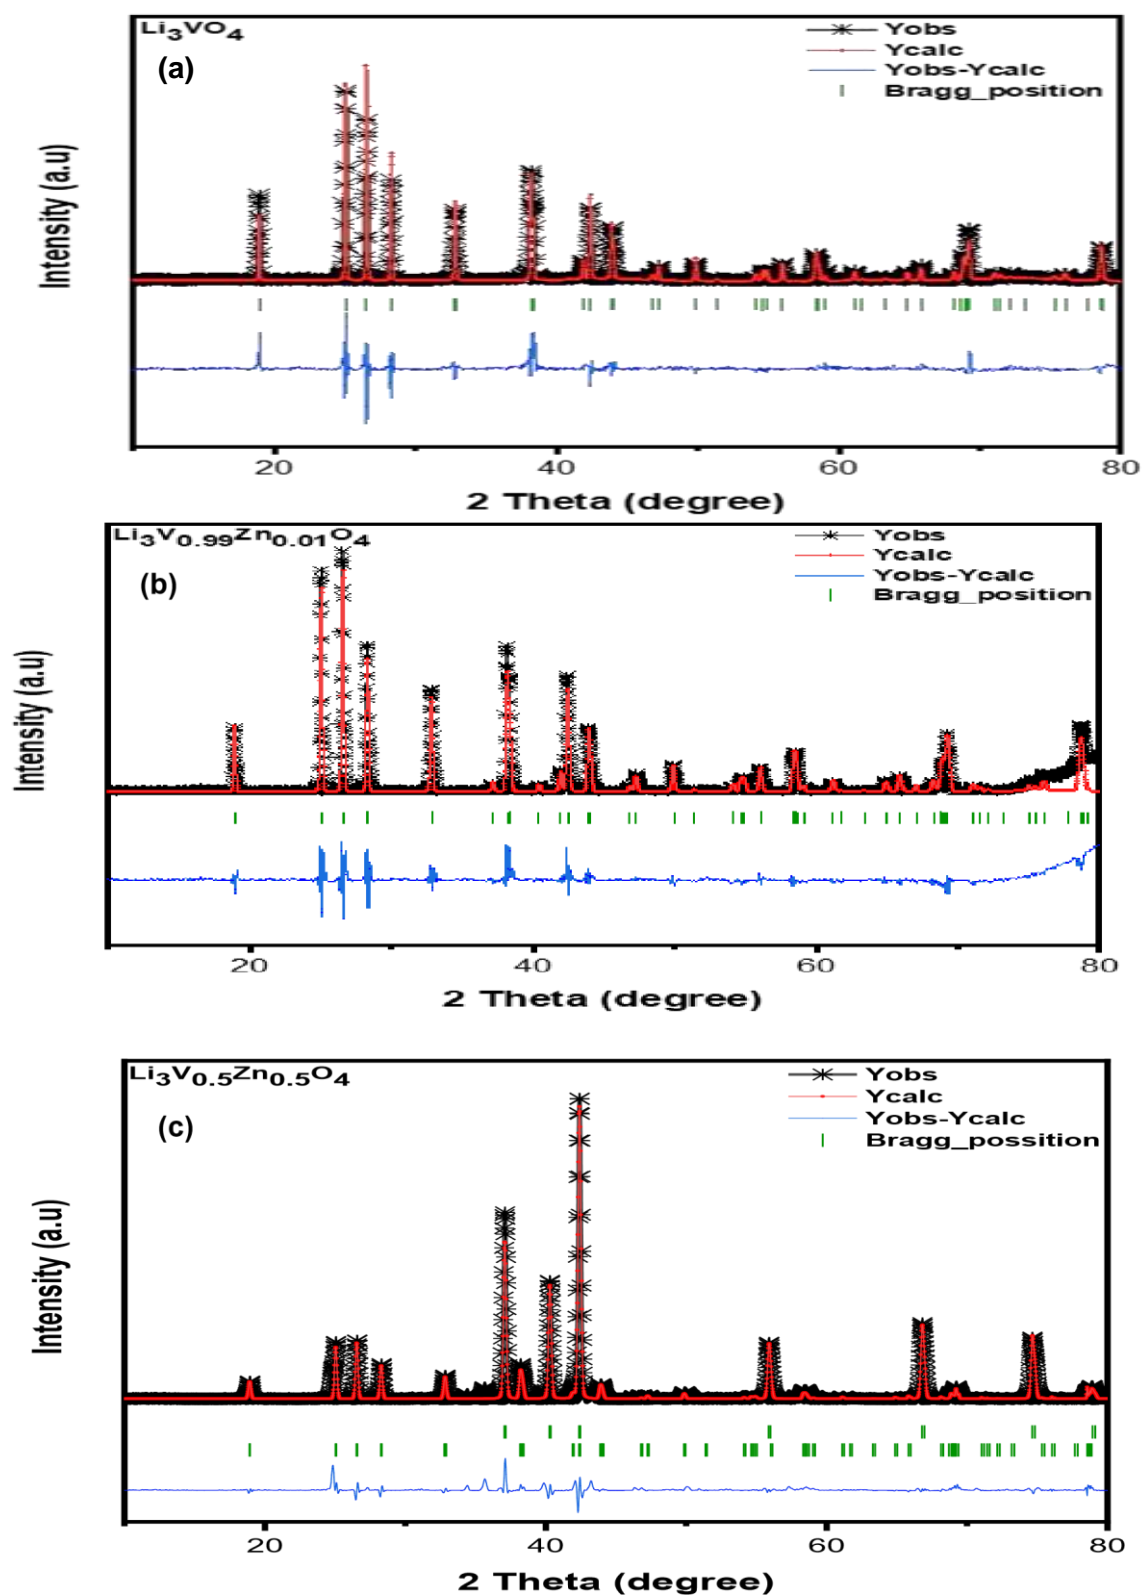 Li3VO4
(a)
Yobs
Ycalc
Yobs-Ycalc
Bragg_position
Intensity (a.u)
20 40 60 80
2 Theta (degree)
Li3V0.99Zn0.01O4
(b)
Yobs
Ycalc
Yobs-Ycalc
Bragg_position
Intensity (a.u)
20 40 60 80
2 Theta (degree)
Li3V0.5Zn0.5O4
(c)
Yobs
Ycalc
Yobs-Ycalc
Bragg_possition
Intensity (a.u)
20 40 60 80
2 Theta (degree)